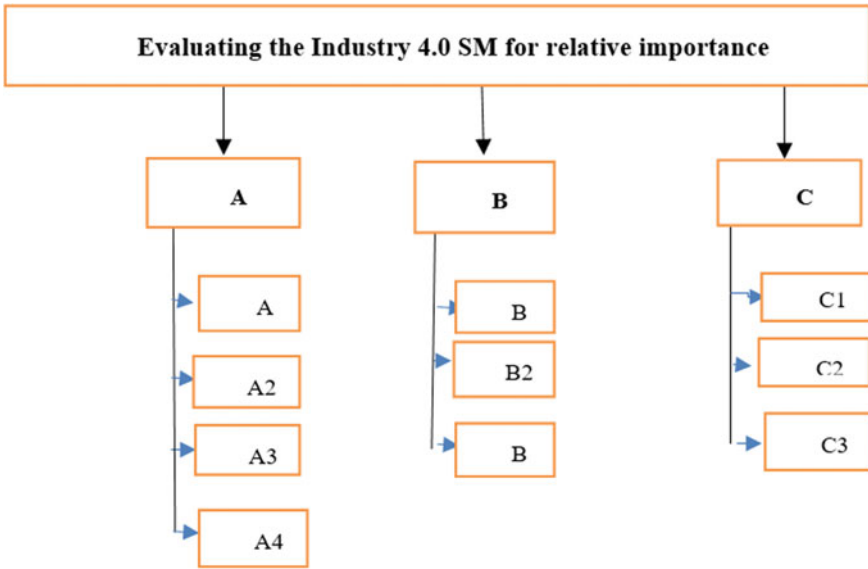 Evaluating the Industry 4.0 SM for relative importance
A
B
C
A
A2
A3
A4
B
B2
B
C1
C2
C3